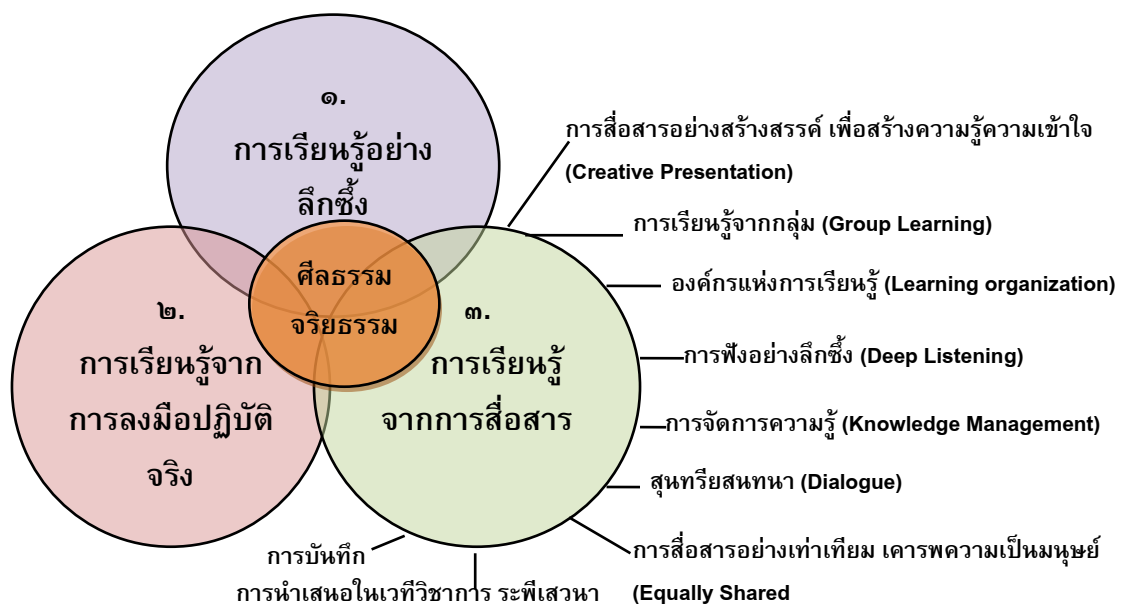 ๑.
การเรียนรู้อย่าง
ลึกซึ้ง
ศีลธรรม
จริยธรรม
๒.
การเรียนรู้จาก
การลงมือปฏิบัติ
จริง
๓.
การเรียนรู้
จากการสื่อสาร
การสื่อสารอย่างสร้างสรรค์ เพื่อสร้างความรู้ความเข้าใจ
(Creative Presentation)
การเรียนรู้จากกลุ่ม (Group Learning)
องค์กรแห่งการเรียนรู้ (Learning organization)
การฟังอย่างลึกซึ้ง (Deep Listening)
การจัดการความรู้ (Knowledge Management)
สุนทรียสนทนา (Dialogue)
การสื่อสารอย่างเท่าเทียม เคารพความเป็นมนุษย์
(Equally Shared
การบันทึก
การนำเสนอในเวทีวิชาการ ระพีเสวนา